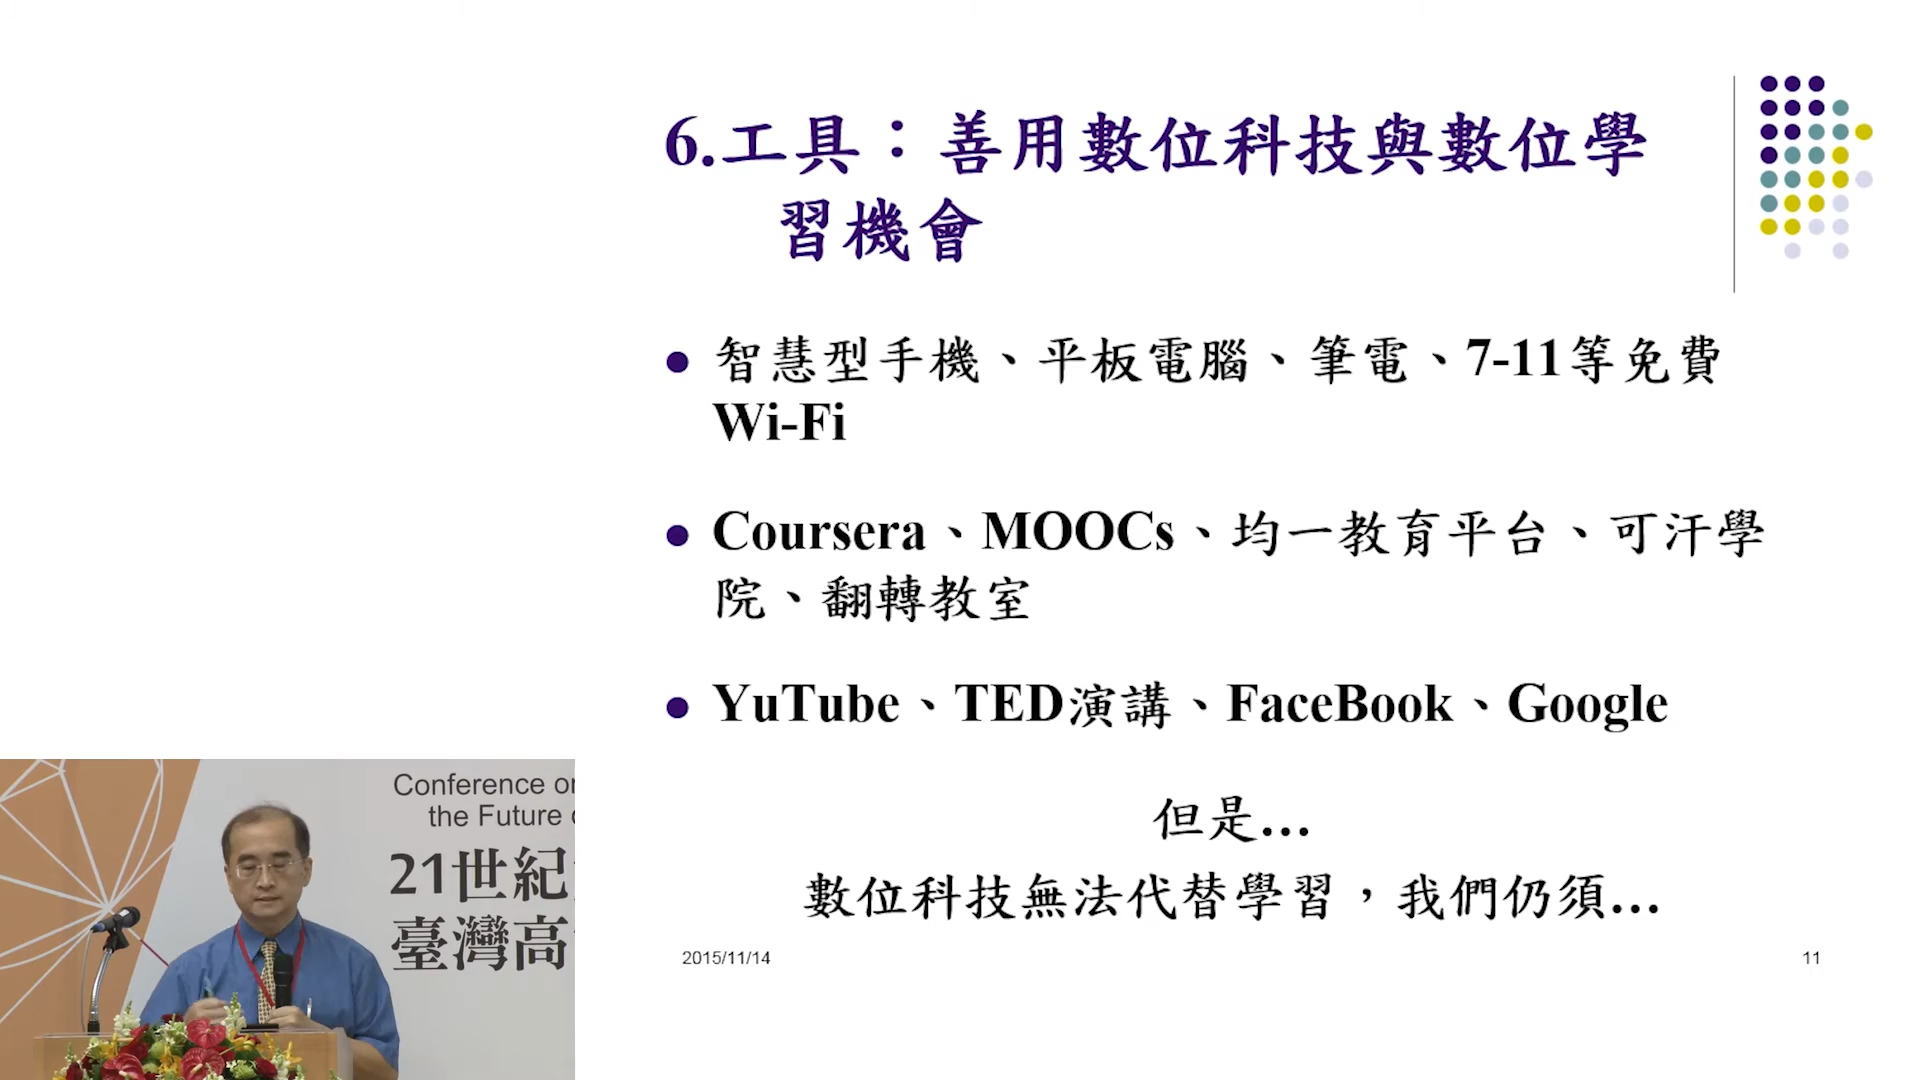 6.工具：善用數位科技與數位學
習機會
智慧型手機、平板電腦、筆電、7-11等免費
Wi-Fi
Coursera、MOOCs、均一教育平台、可汗學
院、翻轉教室
YuTube、TED演講、FaceBook、Google
但是...
數位科技無法代替學習，我們仍須...
2015/11/14
11
Conference on
the Future
21世紀
臺灣高